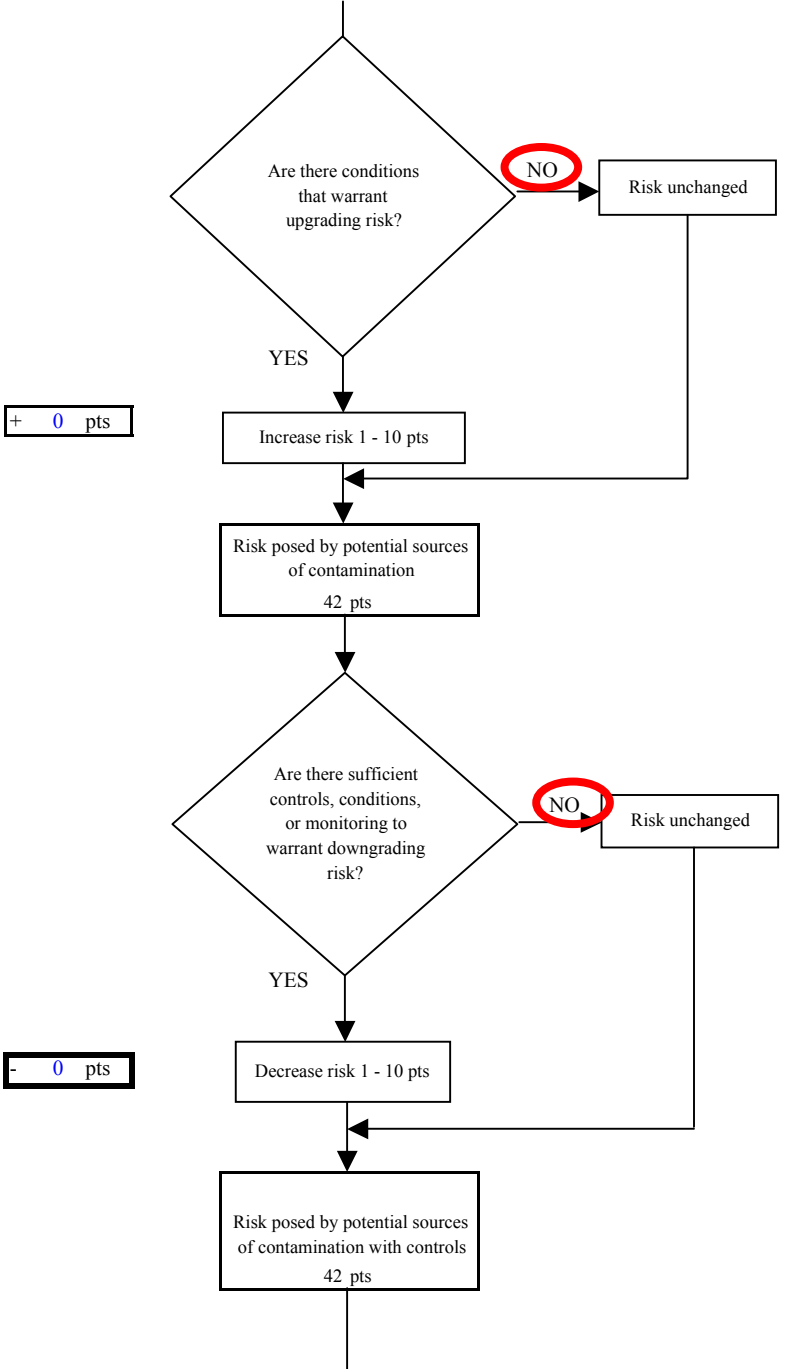 Are there conditions
that warrant
upgrading risk?
NO
Risk unchanged
YES
+ 0 pts
Increase risk 1 - 10 pts
Risk posed by potential sources
of contamination
42 pts
Are there sufficient
controls, conditions,
or monitoring to
warrant downgrading
risk?
NO
Risk unchanged
YES
- 0 pts
Decrease risk 1 - 10 pts
Risk posed by potential sources
of contamination with controls
42 pts